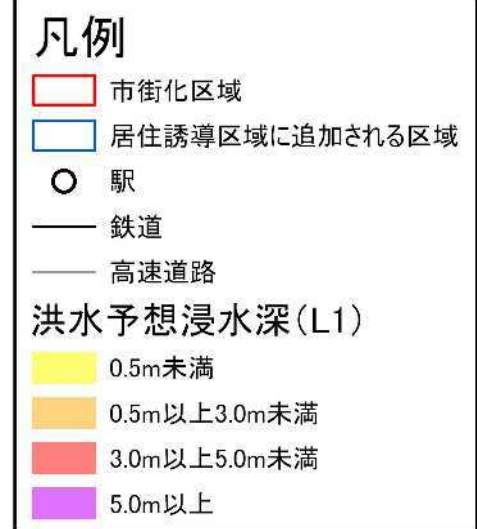 凡例
市街化区域
居住誘導区域に追加される区域
駅
鉄道
高速道路
洪水予想浸水深(L1)
0.5m未満
0.5m以上3.0m未満
3.0m以上5.0m未満
5.0m以上